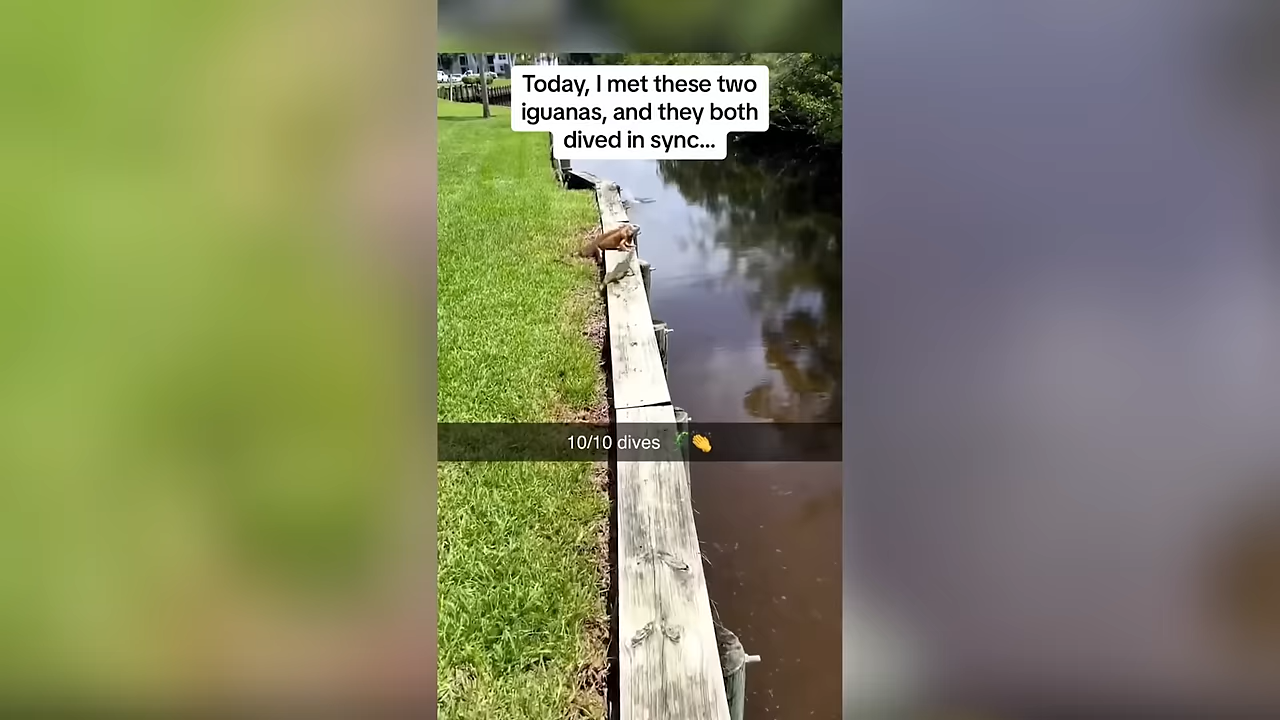 Today, I met these two
iguanas, and they both
dived in sync...
10/10 dives 🦎👏